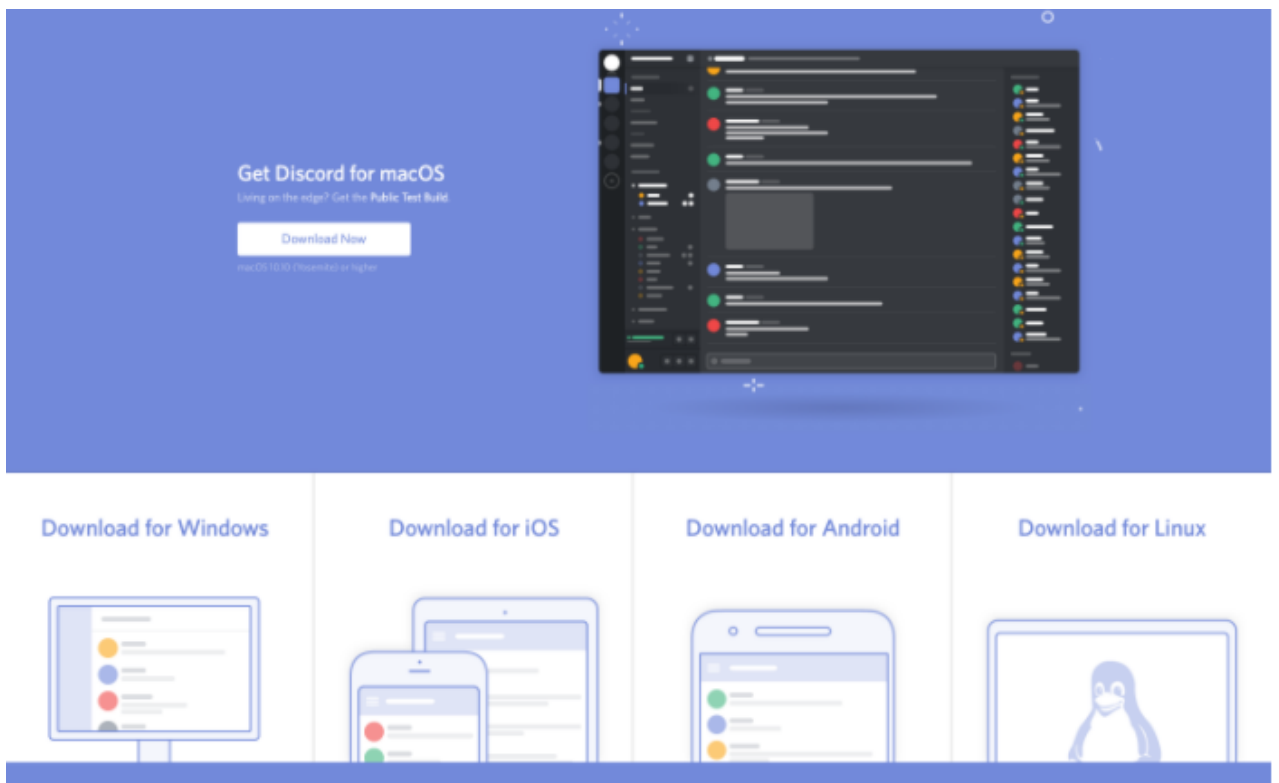 Get Discord for macOS
Living on the edge? Get the Public Test Build.
Download Now
macOS 10.10 (Yosemite) or higher
Download for Windows
Download for iOS
Download for Android
Download for Linux